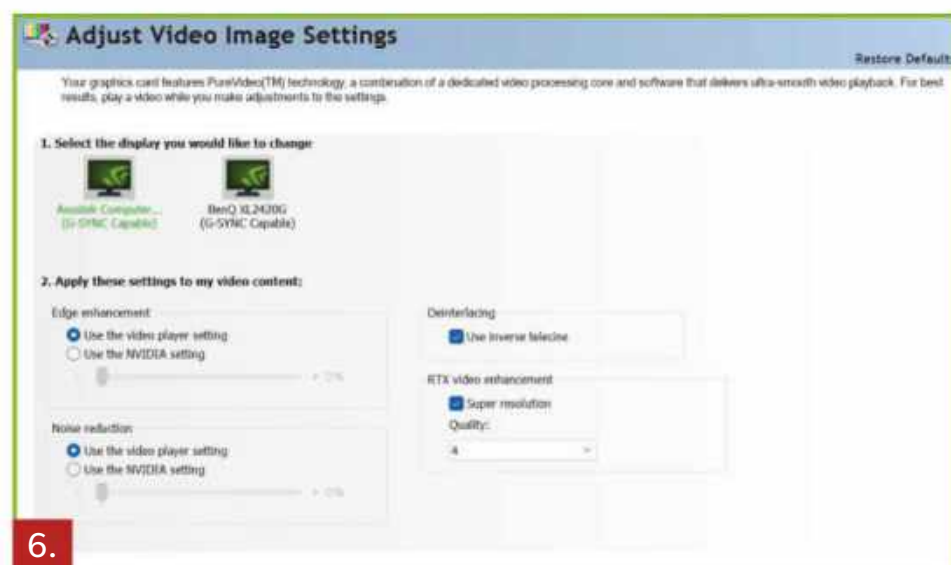 Adjust Video Image Settings
Restore Default
Your graphics card features PureVideo(TM) technology, a combination of a dedicated video processing core and software that delivers ultra-smooth video playback. For best
results, play a video while you make adjustments to the settings.
1. Select the display you would like to change
Computer...
(G-SYNC Capable)
BenQ XL2420G
(G-SYNC Capable)
2. Apply these settings to my video content:
Edge enhancement
Use the video player setting
Use the NVIDIA setting
+ 0%
Noise reduction
Use the video player setting
Use the NVIDIA setting
+ 0%
Deinterlacing
Use inverse telecine
RTX video enhancement
Super resolution
Quality:
4
6.